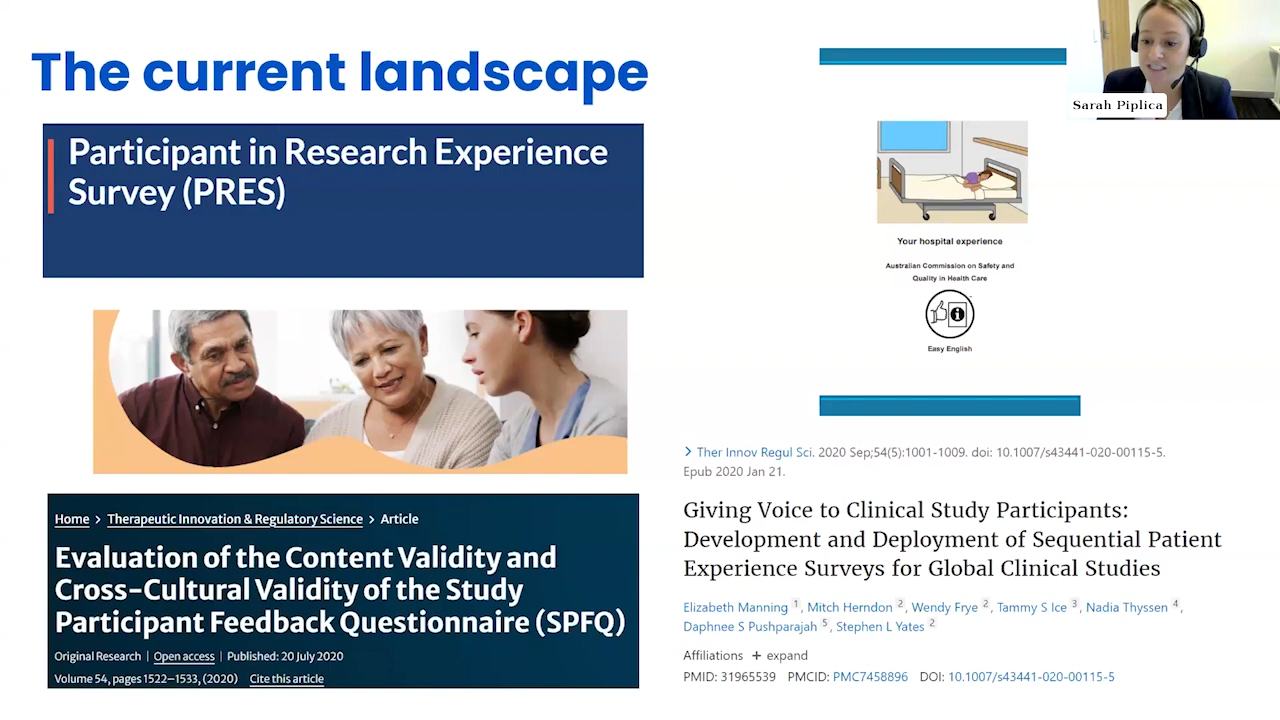 The current landscape
Participant in Research Experience
Survey (PRES)
Home > Therapeutic Innovation & Regulatory Science > Article
Evaluation of the Content Validity and
Cross-Cultural Validity of the Study
Participant Feedback Questionnaire (SPFQ)
Original Research | Open access | Published: 20 July 2020
Volume 54, pages 1522–1533, (2020) Cite this article
Sarah Piplica
Your hospital experience
Australian Commission on Safety and
Quality in Health Care
Easy English
> Ther Innov Regul Sci. 2020 Sep;54(5):1001-1009. doi: 10.1007/s43441-020-00115-5.
Epub 2020 Jan 21.
Giving Voice to Clinical Study Participants:
Development and Deployment of Sequential Patient
Experience Surveys for Global Clinical Studies
Elizabeth Manning 1, Mitch Herndon 2, Wendy Frye 2, Tammy S Ice 3, Nadia Thyssen 4,
Daphnee S Pushparajah 5, Stephen L Yates 2
Affiliations + expand
PMID: 31965539 PMCID: PMC7458896 DOI: 10.1007/s43441-020-00115-5